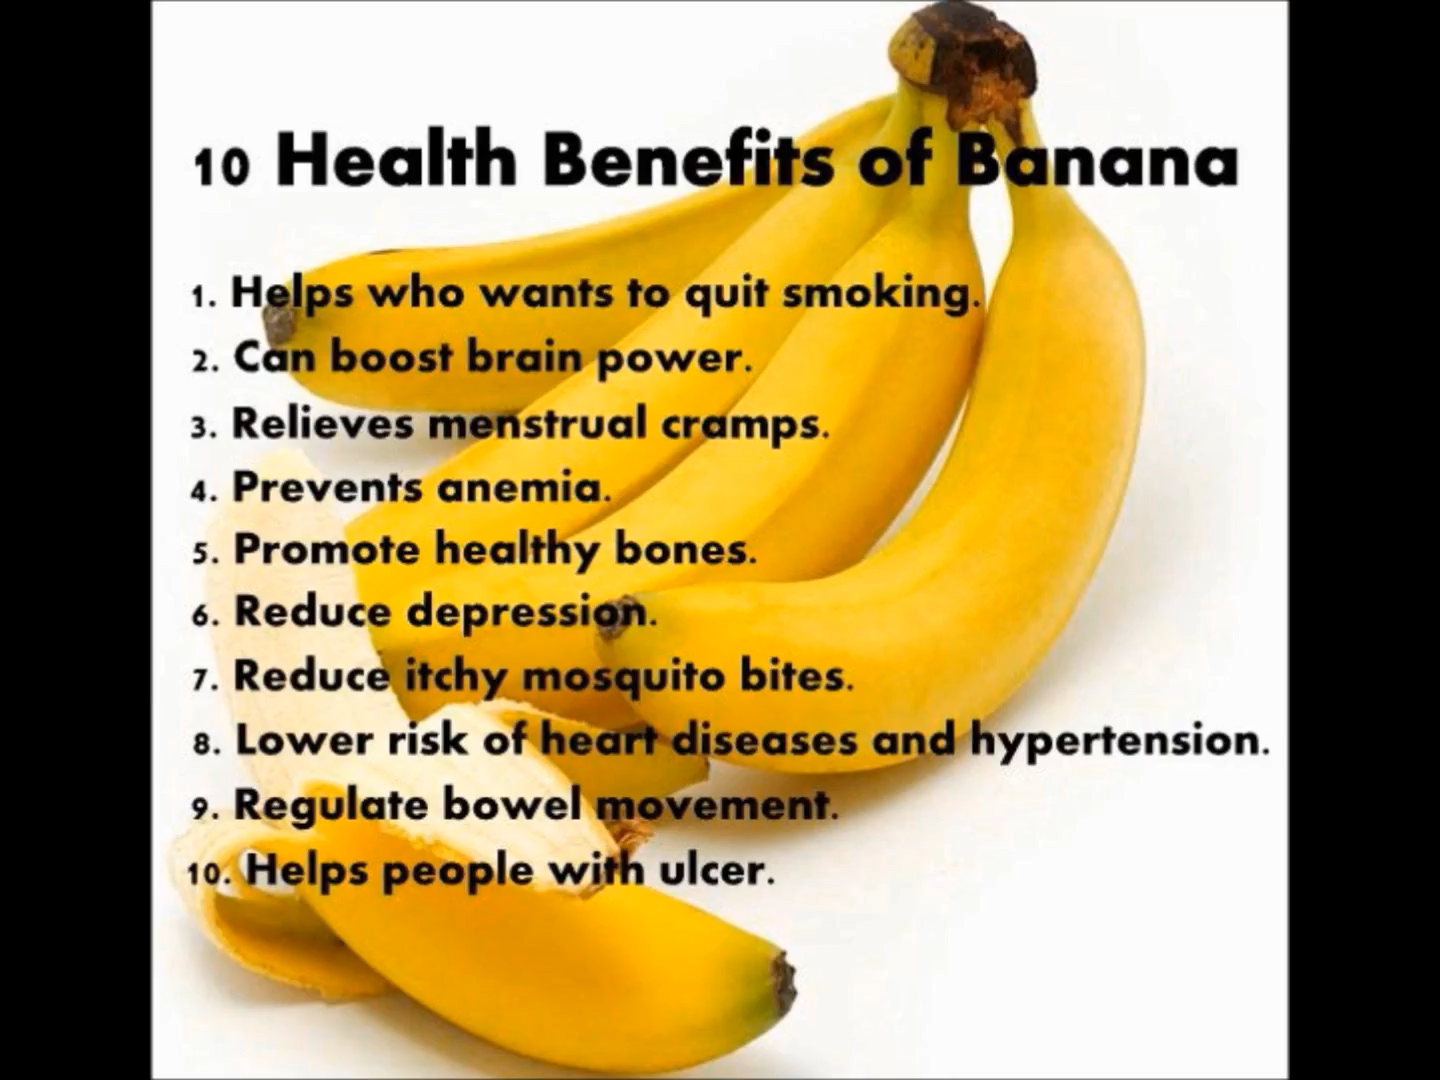 10 Health Benefits of Banana
1. Helps who wants to quit smoking.
2. Can boost brain power.
3. Relieves menstrual cramps.
4. Prevents anemia.
5. Promote healthy bones.
6. Reduce depression.
7. Reduce itchy mosquito bites.
8. Lower risk of heart diseases and hypertension.
9. Regulate bowel movement.
10. Helps people with ulcer.